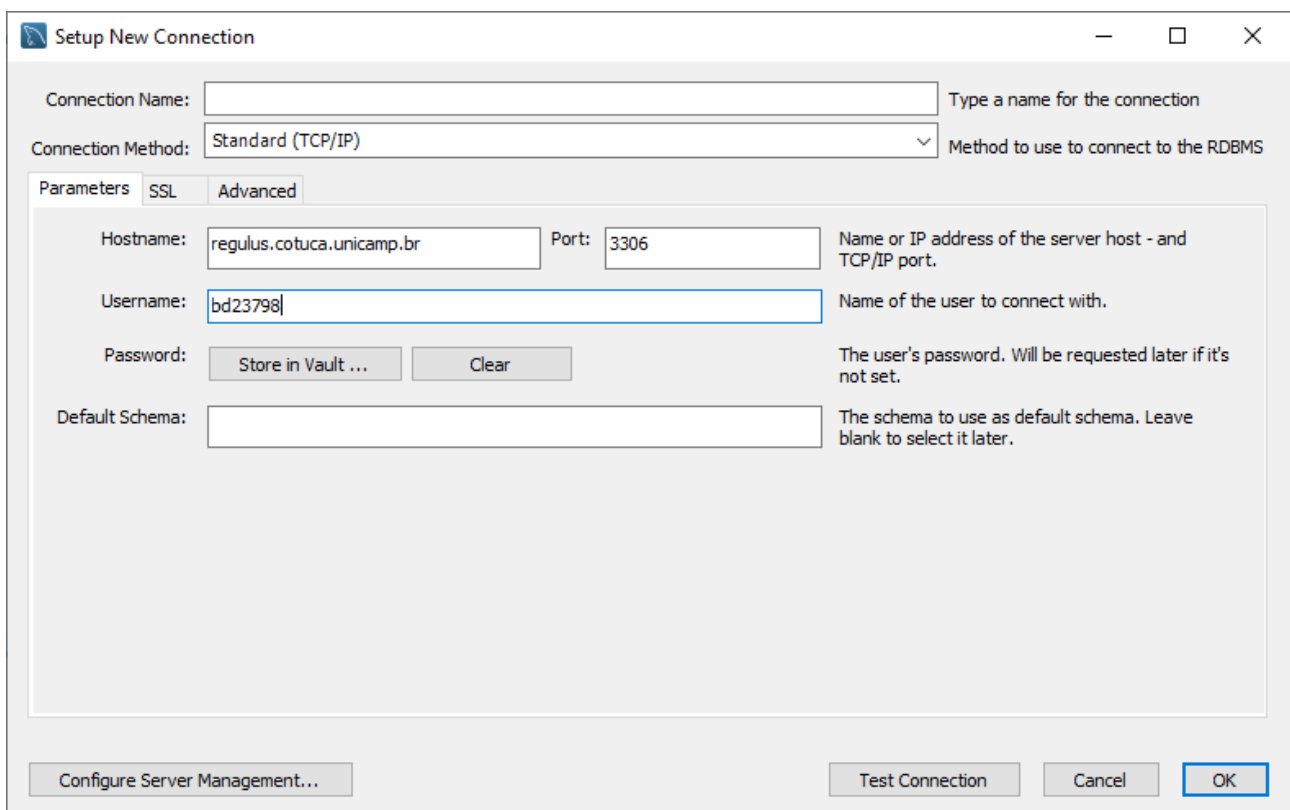 Setup New Connection
Connection Name: Type a name for the connection
Connection Method: Standard (TCP/IP) Method to use to connect to the RDBMS
Parameters SSL Advanced
Hostname: regulus.cotuca.unicamp.br Port: 3306 Name or IP address of the server host - and
TCP/IP port.
Username: bd23798 Name of the user to connect with.
Password: Store in Vault ... Clear The user's password. Will be requested later if it's
not set.
Default Schema: The schema to use as default schema. Leave
blank to select it later.
Configure Server Management... Test Connection Cancel OK